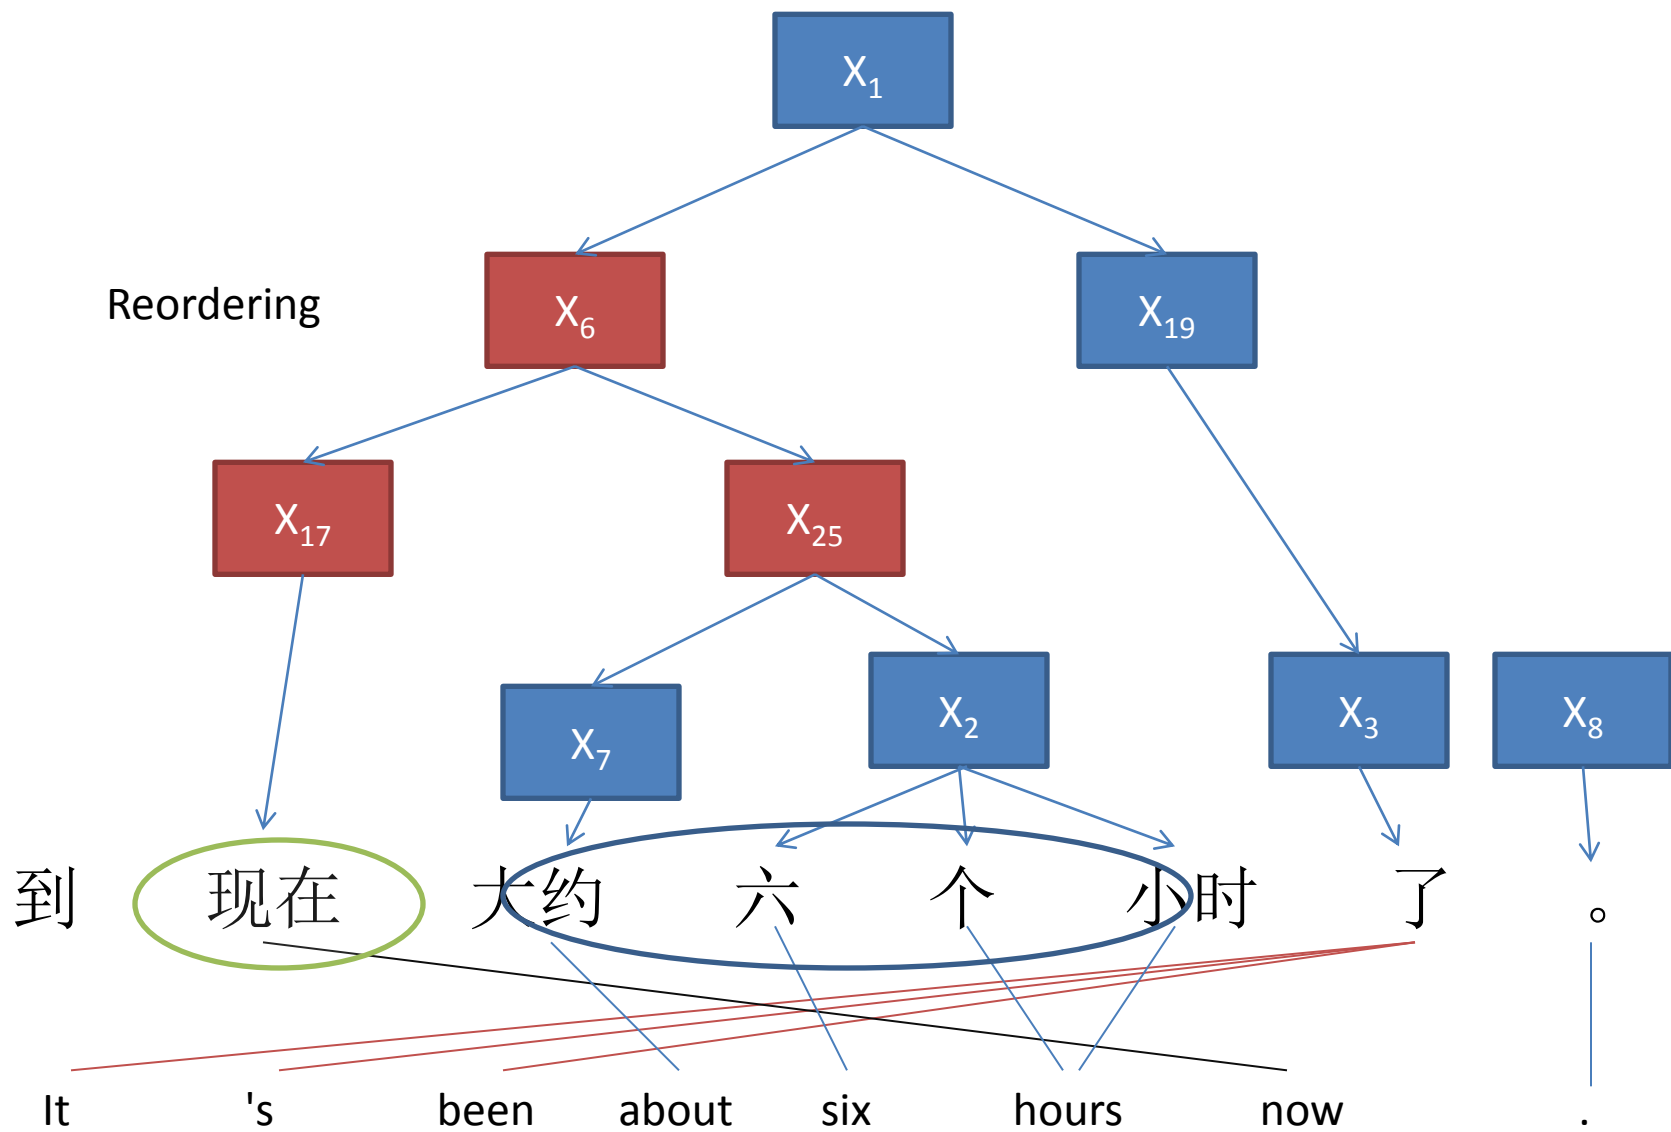 X₁
Reordering X₆ X₁₉
X₁₇ X₂₅
X₇ X₂ X₃ X₈
到 现在 大约 六 个 小时 了 。
It 's been about six hours now .